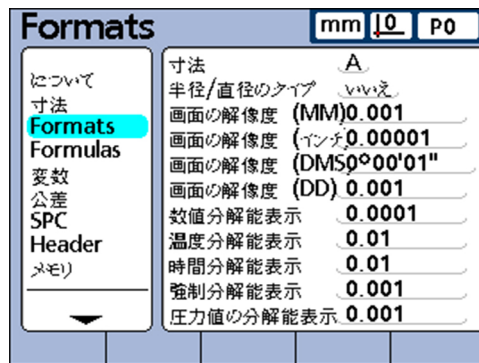 Formats mm 0 P0
について
寸法
Formats
Formulas
変数
公差
SPC
Header
メモリ
寸法 A
半径/直径のタイプ いいえ
画面の解像度 (MM) 0.001
画面の解像度 (インチ) 0.00001
画面の解像度 (DMS) 0°00'01"
画面の解像度 (DD) 0.001
数値分解能表示 0.0001
温度分解能表示 0.01
時間分解能表示 0.01
強制分解能表示 0.001
圧力値の分解能表示 0.001